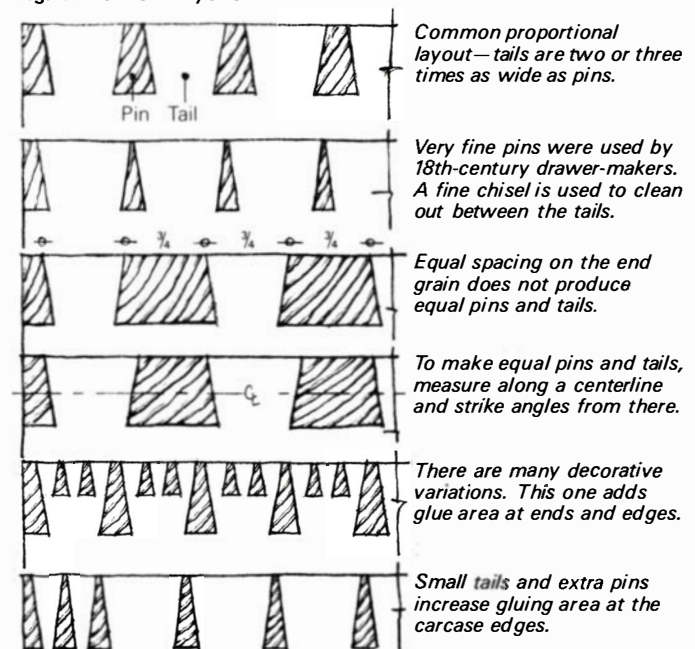 Common proportional
layout—tails are two or three
times as wide as pins.
Pin Tail
Very fine pins were used by
18th-century drawer-makers.
A fine chisel is used to clean
out between the tails.
¾ ¾ ¾
Equal spacing on the end
grain does not produce
equal pins and tails.
To make equal pins and tails,
measure along a centerline
and strike angles from there.
℄
There are many decorative
variations. This one adds
glue area at ends and edges.
Small tails and extra pins
increase gluing area at the
carcase edges.